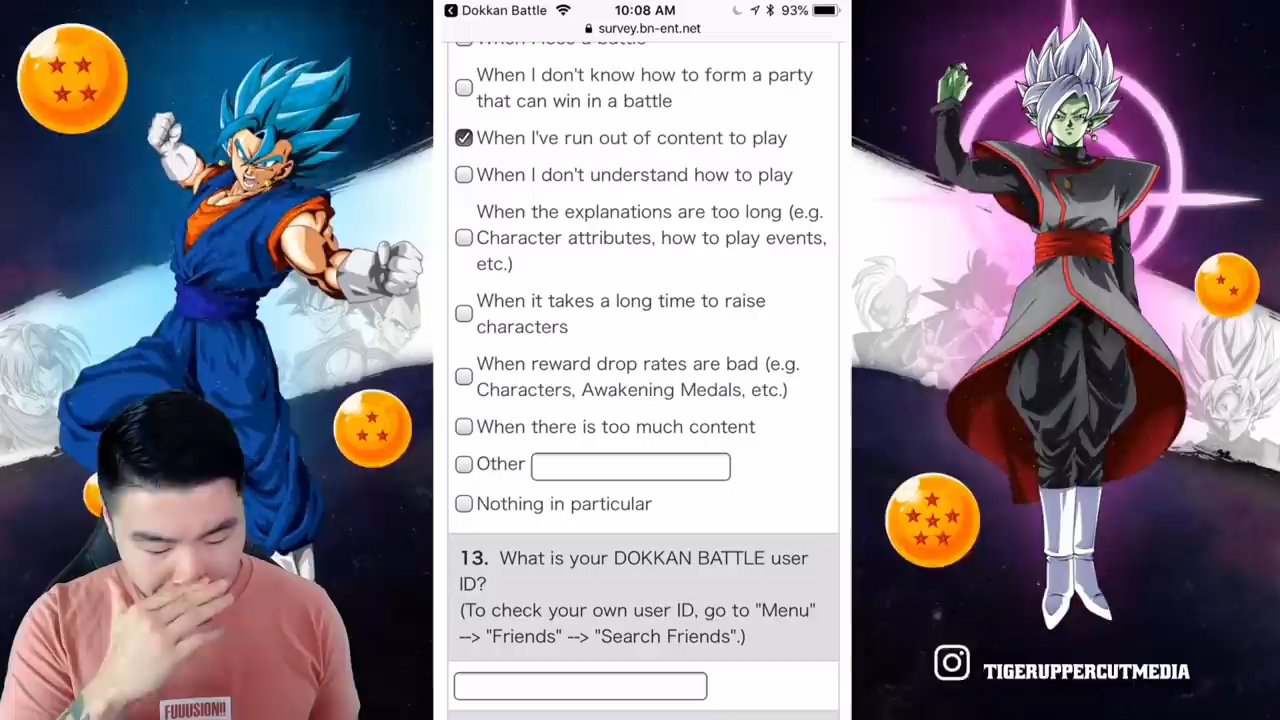 Dokkan Battle
10:08 AM
93%
survey.bn-ent.net
When I lose a battle
When I don't know how to form a party
that can win in a battle
When I've run out of content to play
When I don't understand how to play
When the explanations are too long (e.g.
Character attributes, how to play events,
etc.)
When it takes a long time to raise
characters
When reward drop rates are bad (e.g.
Characters, Awakening Medals, etc.)
When there is too much content
Other
Nothing in particular
13. What is your DOKKAN BATTLE user
ID?
(To check your own user ID, go to "Menu"
--> "Friends" --> "Search Friends".)
FUUUSION!!
TIGERUPPERCUTMEDIA